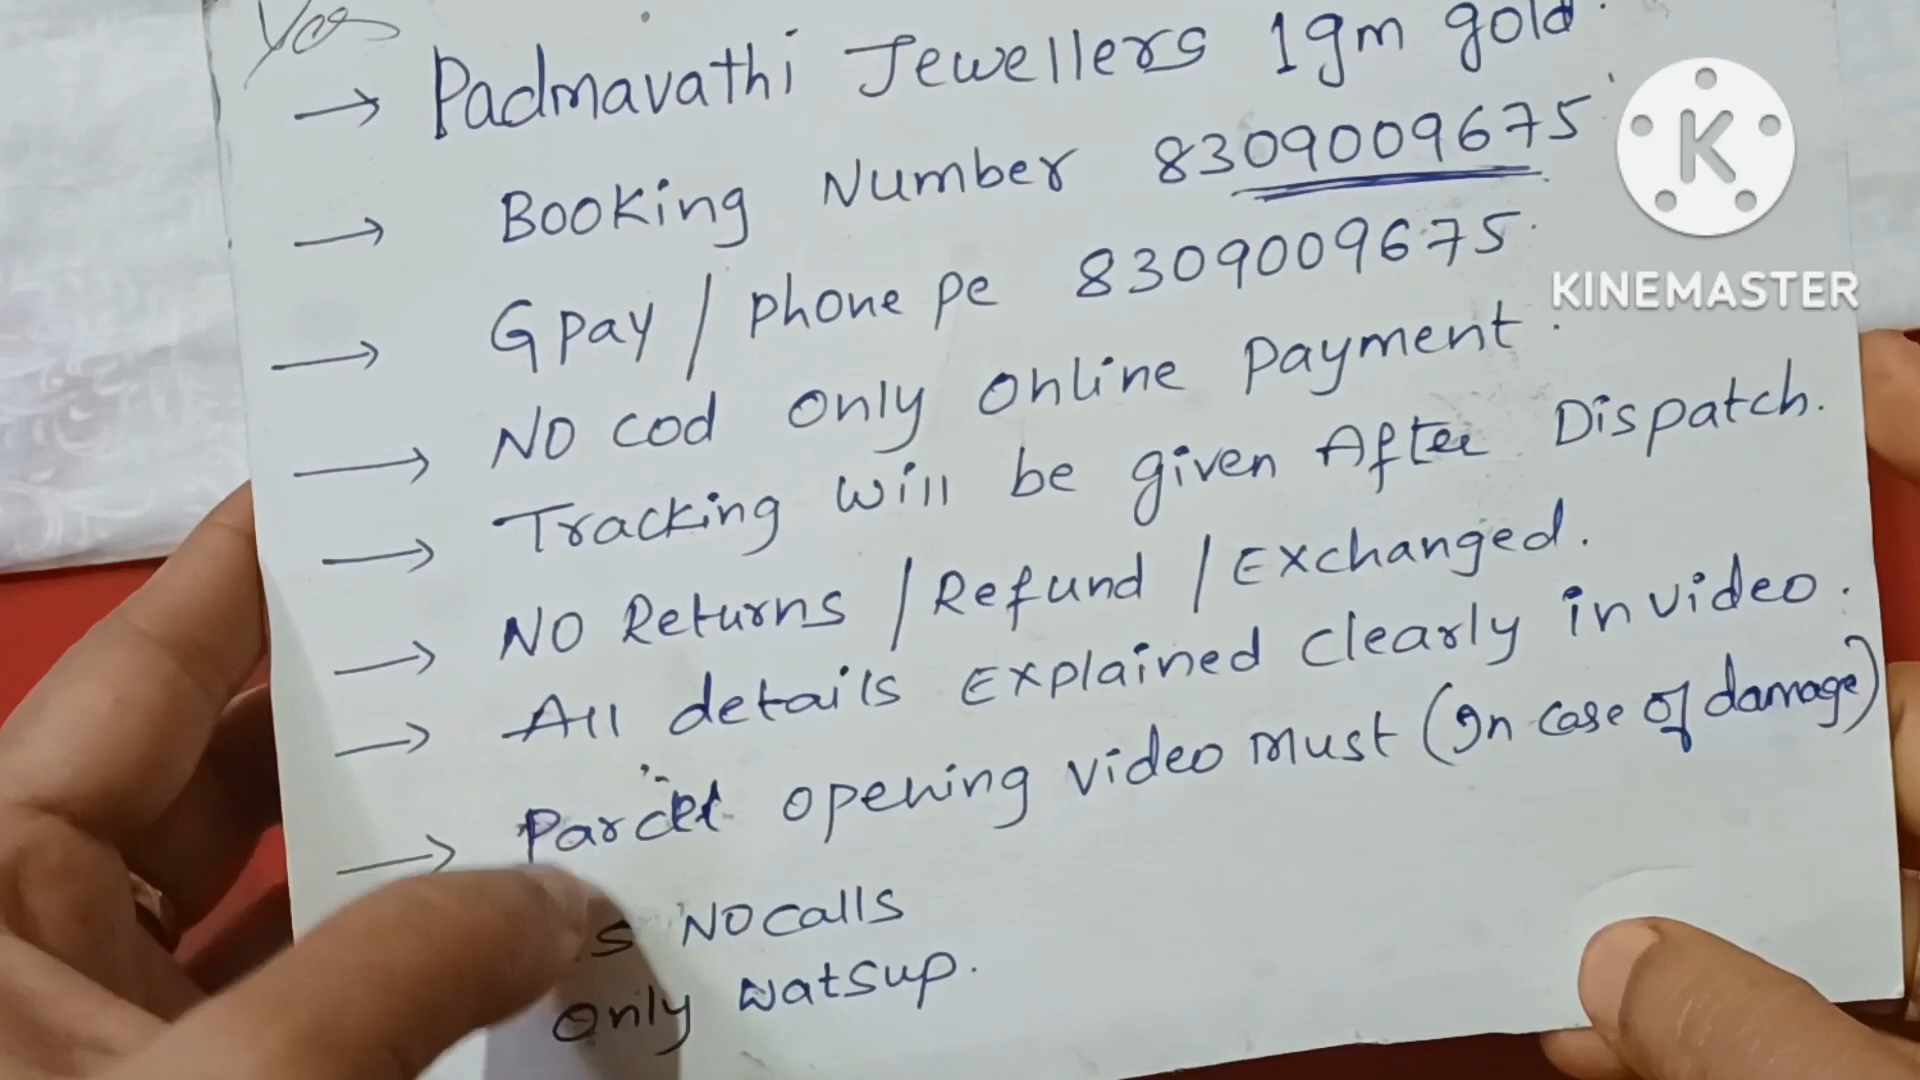 Yes
→ Padmavathi Jewellers 1gm gold.
→ Booking Number 8309009675
→ Gpay / phone pe 8309009675.
→ NO cod only online payment.
→ Tracking will be given After Dispatch.
→ NO Returns / Refund / Exchanged.
→ All details Explained clearly in video.
→ Parcel opening video must (In case of damage)
s NO calls
only watsup.
K
KINEMASTER